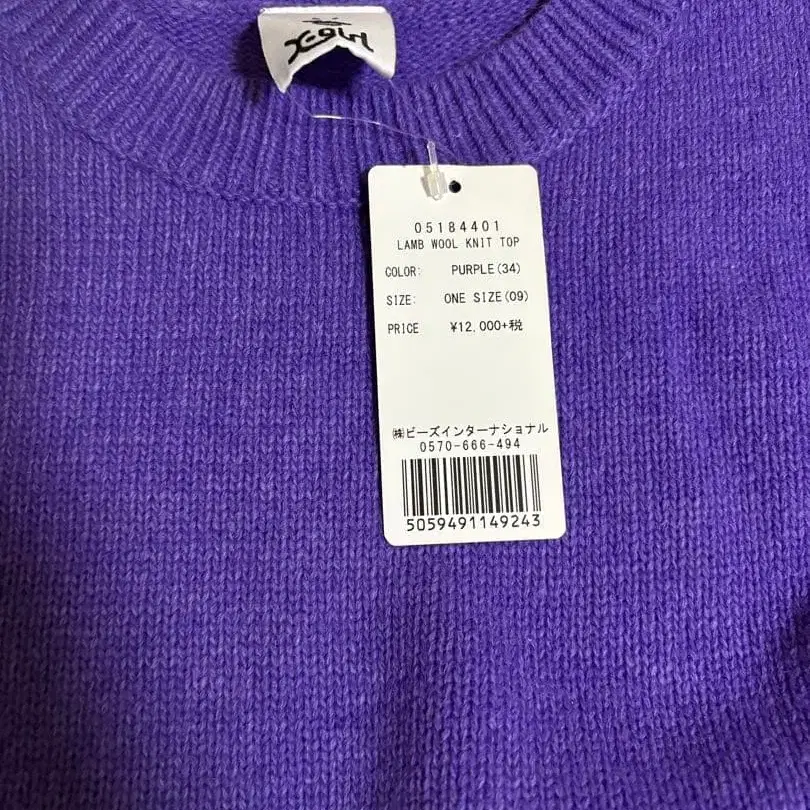 X-girl
05184401
LAMB WOOL KNIT TOP
COLOR: PURPLE(34)
SIZE: ONE SIZE(09)
PRICE ¥12,000+税
㈱ビーズインターナショナル
0570-666-494
5059491149243